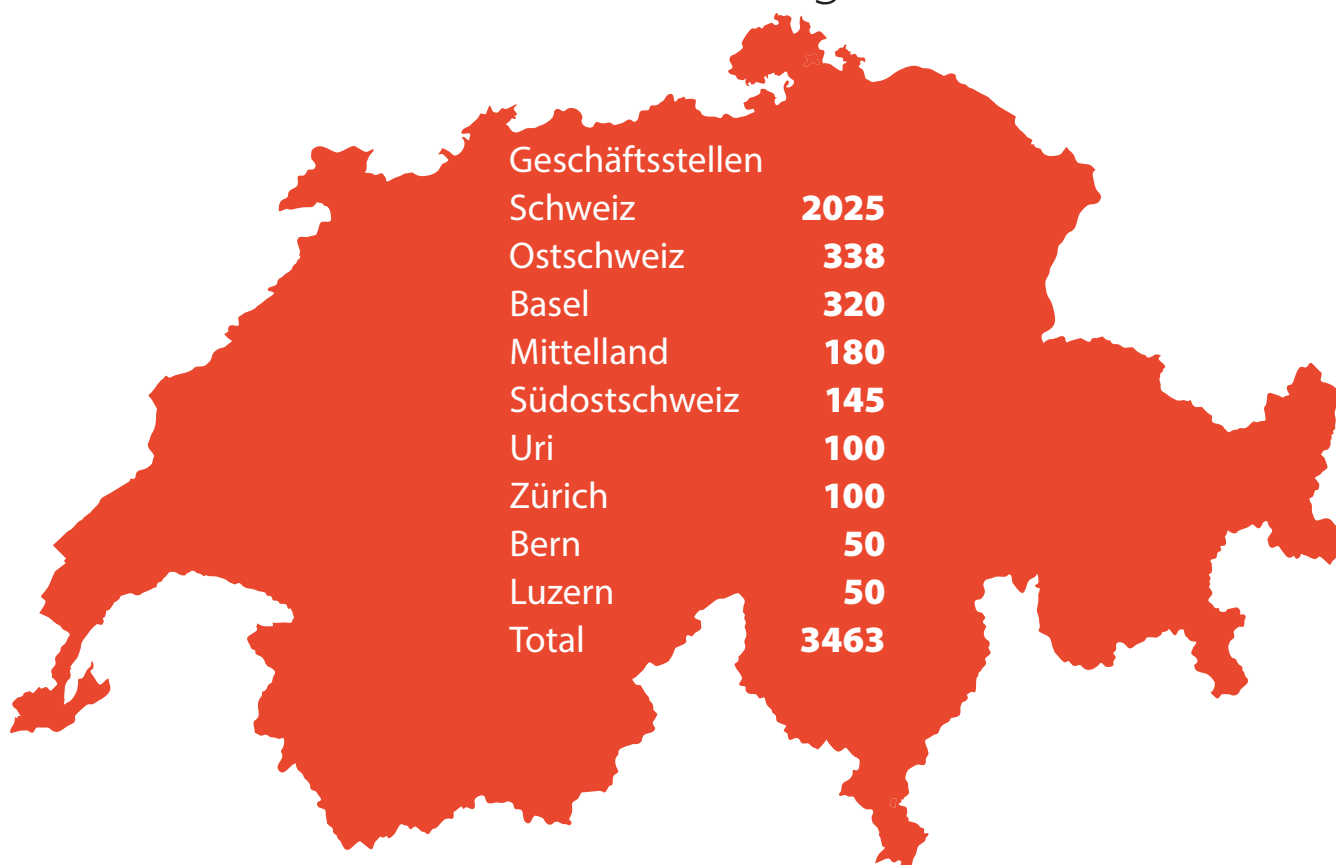 Geschäftsstellen
Schweiz 2025
Ostschweiz 338
Basel 320
Mittelland 180
Südostschweiz 145
Uri 100
Zürich 100
Bern 50
Luzern 50
Total 3463